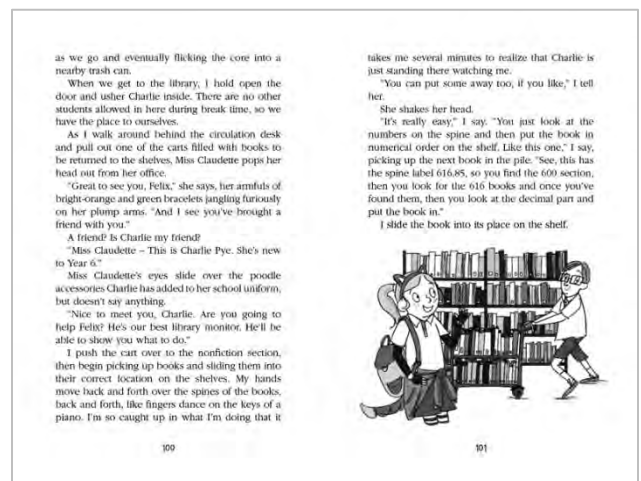 as we go and eventually flicking the core into a
nearby trash can.
When we get to the library, I hold open the
door and usher Charlie inside. There are no other
students allowed in here during break time, so we
have the place to ourselves.
As I walk around behind the circulation desk
and pull out one of the carts filled with books to
be returned to the shelves, Miss Claudette pops her
head out from her office.
"Great to see you, Felix," she says, her armfuls of
bright-orange and green bracelets jangling furiously
on her plump arms. "And I see you've brought a
friend with you."
A friend? Is Charlie my friend?
"Miss Claudette – This is Charlie Pye. She's new
to Year 6."
Miss Claudette's eyes slide over the poodle
accessories Charlie has added to her school uniform,
but doesn't say anything.
"Nice to meet you, Charlie. Are you going to
help Felix? He's our best library monitor. He'll be
able to show you what to do."
I push the cart over to the nonfiction section,
then begin picking up books and sliding them into
their correct location on the shelves. My hands
move back and forth over the spines of the books,
back and forth, like fingers dance on the keys of a
piano. I'm so caught up in what I'm doing that it
100
takes me several minutes to realize that Charlie is
just standing there watching me.
"You can put some away too, if you like," I tell
her.
She shakes her head.
"It's really easy," I say. "You just look at the
numbers on the spine and then put the book in
numerical order on the shelf. Like this one," I say,
picking up the next book in the pile. "See, this has
the spine label 616.85, so you find the 600 section,
then you look for the 616 books and once you've
found them, then you look at the decimal part and
put the book in."
I slide the book into its place on the shelf.
101